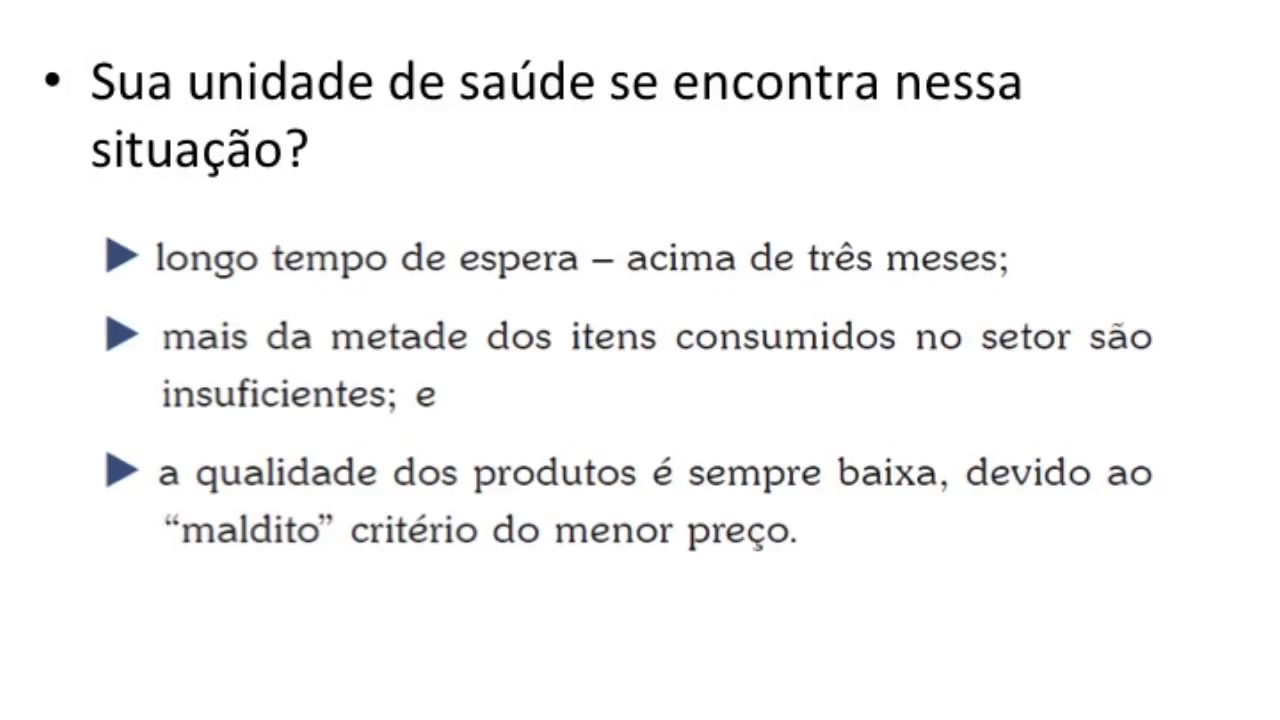 • Sua unidade de saúde se encontra nessa
situação?
▶ longo tempo de espera – acima de três meses;
▶ mais da metade dos itens consumidos no setor são
insuficientes; e
▶ a qualidade dos produtos é sempre baixa, devido ao
“maldito” critério do menor preço.